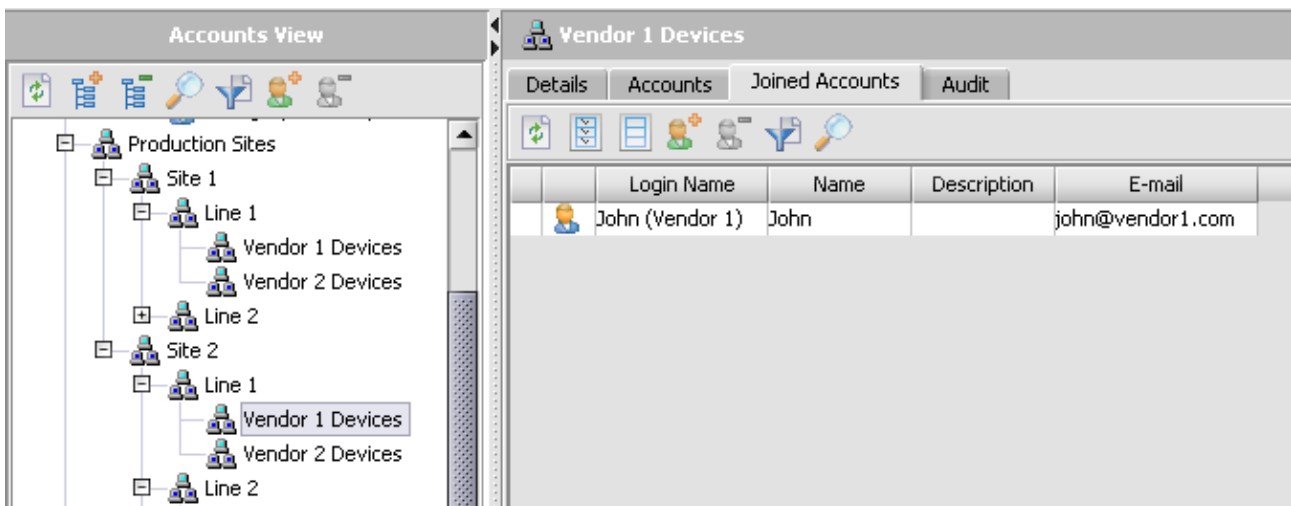 Accounts View
Production Sites
Site 1
Line 1
Vendor 1 Devices
Vendor 2 Devices
Line 2
Site 2
Line 1
Vendor 1 Devices
Vendor 2 Devices
Line 2
Vendor 1 Devices
Details Accounts Joined Accounts Audit
Login Name Name Description E-mail
John (Vendor 1) John john@vendor1.com